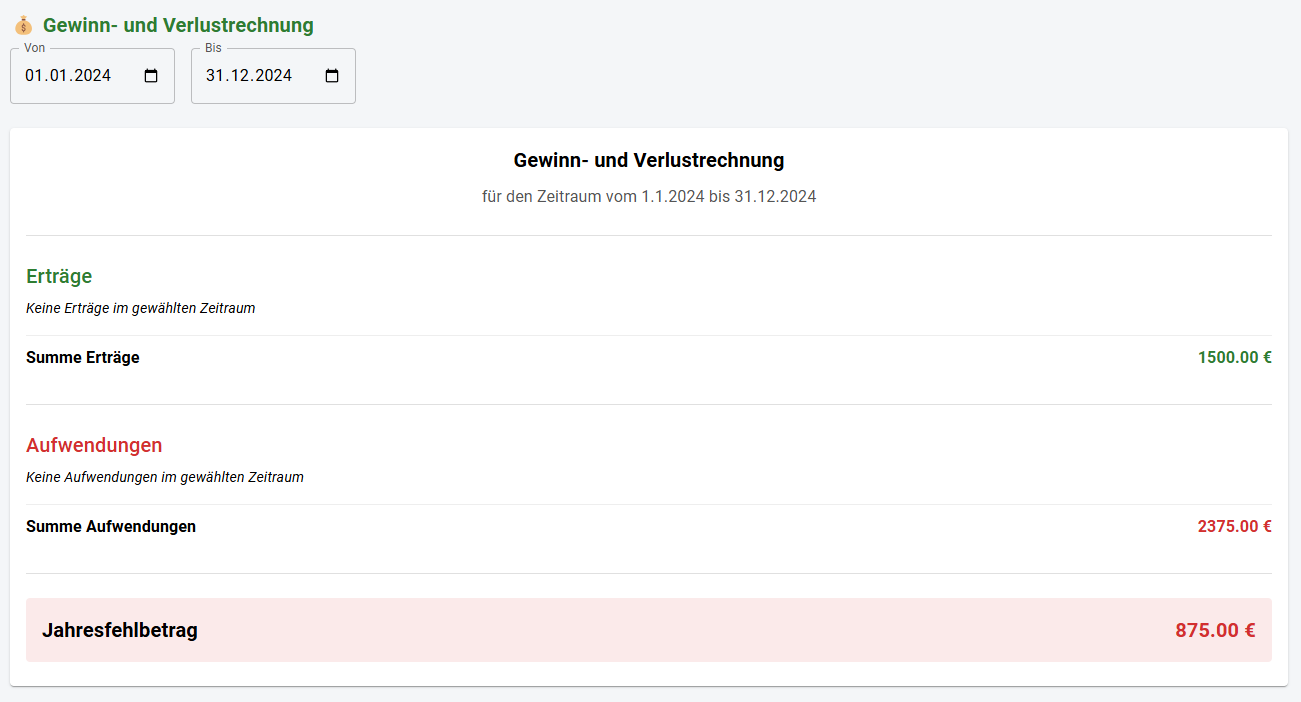 Gewinn- und Verlustrechnung
Von Bis
01.01.2024 31.12.2024
Gewinn- und Verlustrechnung
für den Zeitraum vom 1.1.2024 bis 31.12.2024
Erträge
Keine Erträge im gewählten Zeitraum
Summe Erträge 1500.00 €
Aufwendungen
Keine Aufwendungen im gewählten Zeitraum
Summe Aufwendungen 2375.00 €
Jahresfehlbetrag 875.00 €